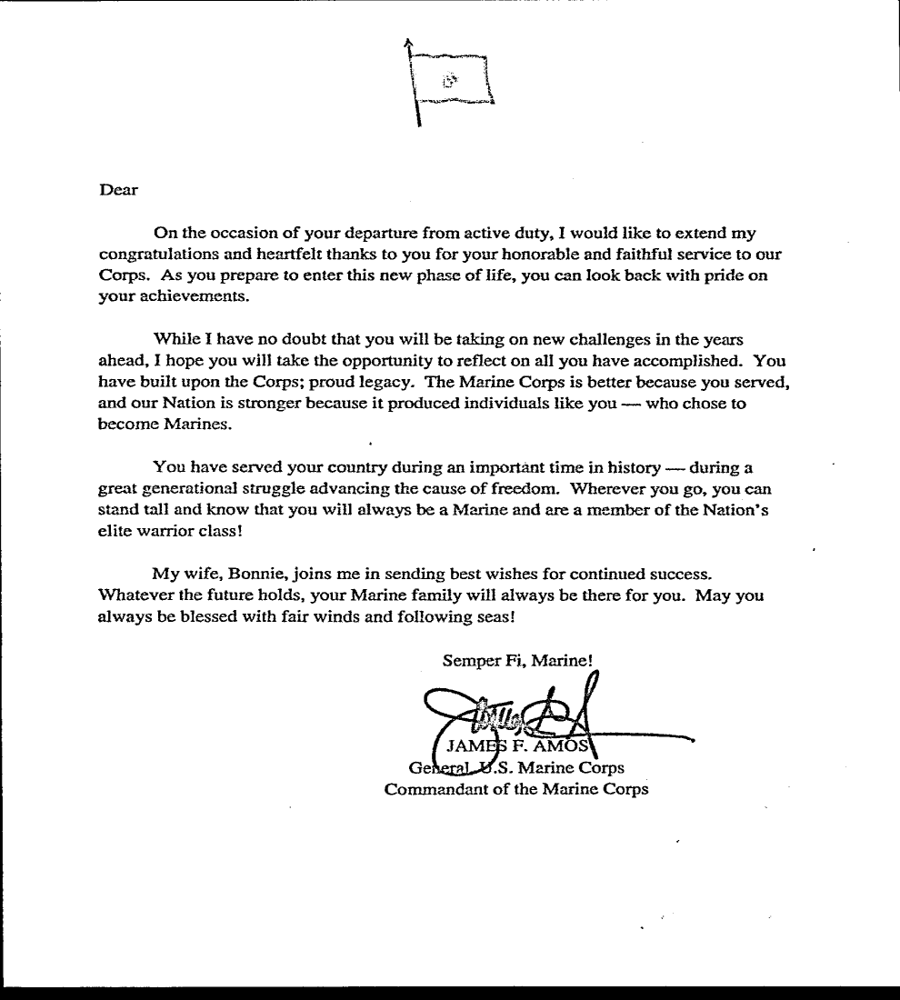 Dear
On the occasion of your departure from active duty, I would like to extend my
congratulations and heartfelt thanks to you for your honorable and faithful service to our
Corps. As you prepare to enter this new phase of life, you can look back with pride on
your achievements.
While I have no doubt that you will be taking on new challenges in the years
ahead, I hope you will take the opportunity to reflect on all you have accomplished. You
have built upon the Corps; proud legacy. The Marine Corps is better because you served,
and our Nation is stronger because it produced individuals like you — who chose to
become Marines.
You have served your country during an important time in history — during a
great generational struggle advancing the cause of freedom. Wherever you go, you can
stand tall and know that you will always be a Marine and are a member of the Nation's
elite warrior class!
My wife, Bonnie, joins me in sending best wishes for continued success.
Whatever the future holds, your Marine family will always be there for you. May you
always be blessed with fair winds and following seas!
Semper Fi, Marine!
JAMES F. AMOS
General, U.S. Marine Corps
Commandant of the Marine Corps